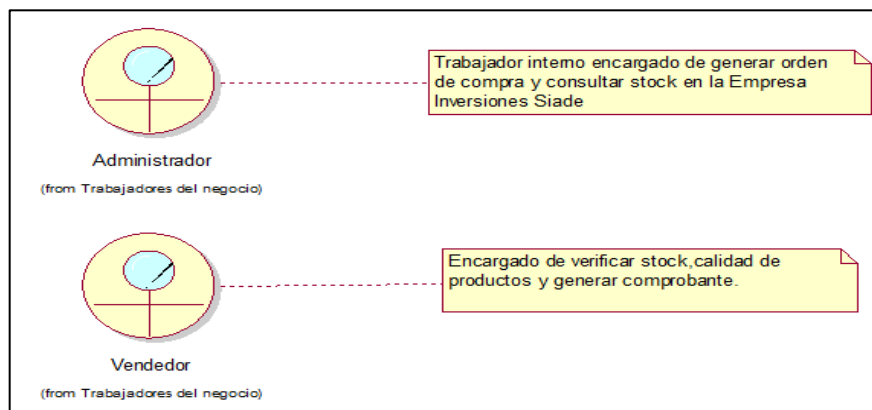 Trabajador interno encargado de generar orden
de compra y consultar stock en la Empresa
Inversiones Siade
Administrador
(from Trabajadores del negocio)
Encargado de verificar stock,calidad de
productos y generar comprobante.
Vendedor
(from Trabajadores del negocio)